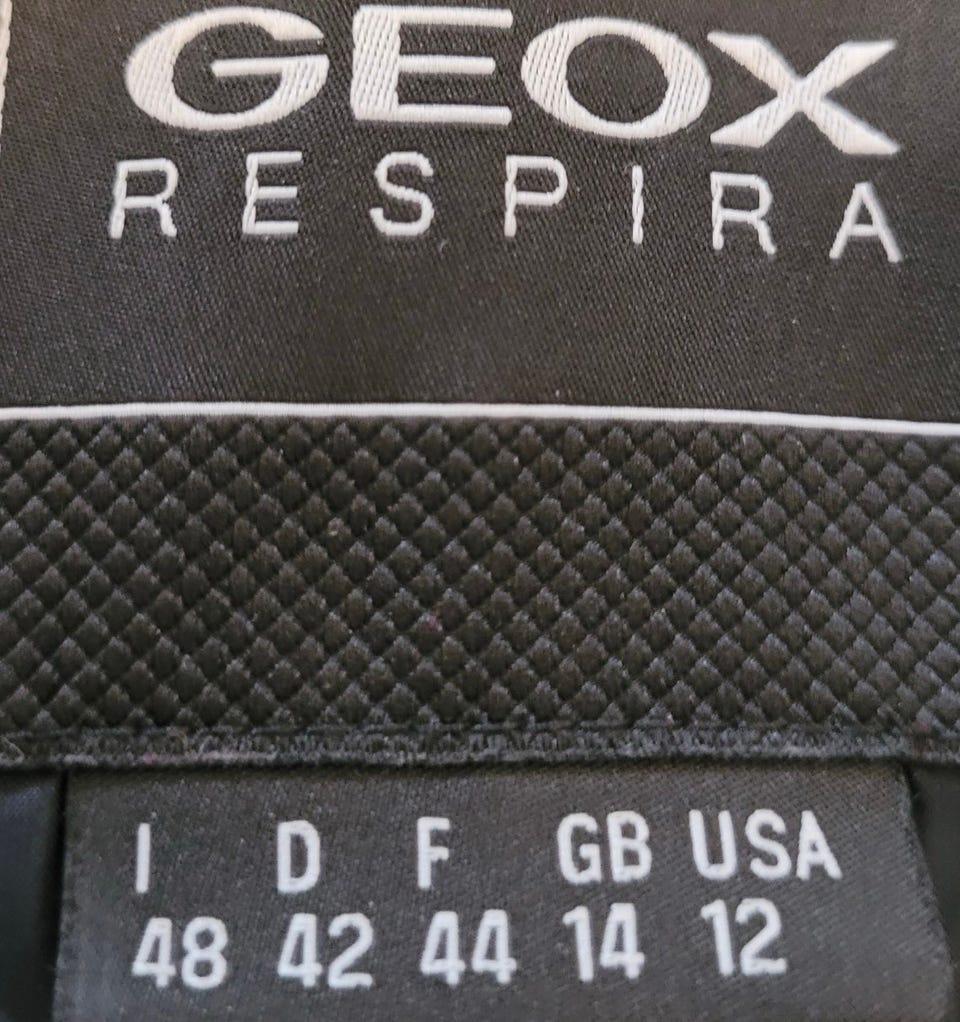 GEOX
RESPIRA
I D F GB USA
48 42 44 14 12